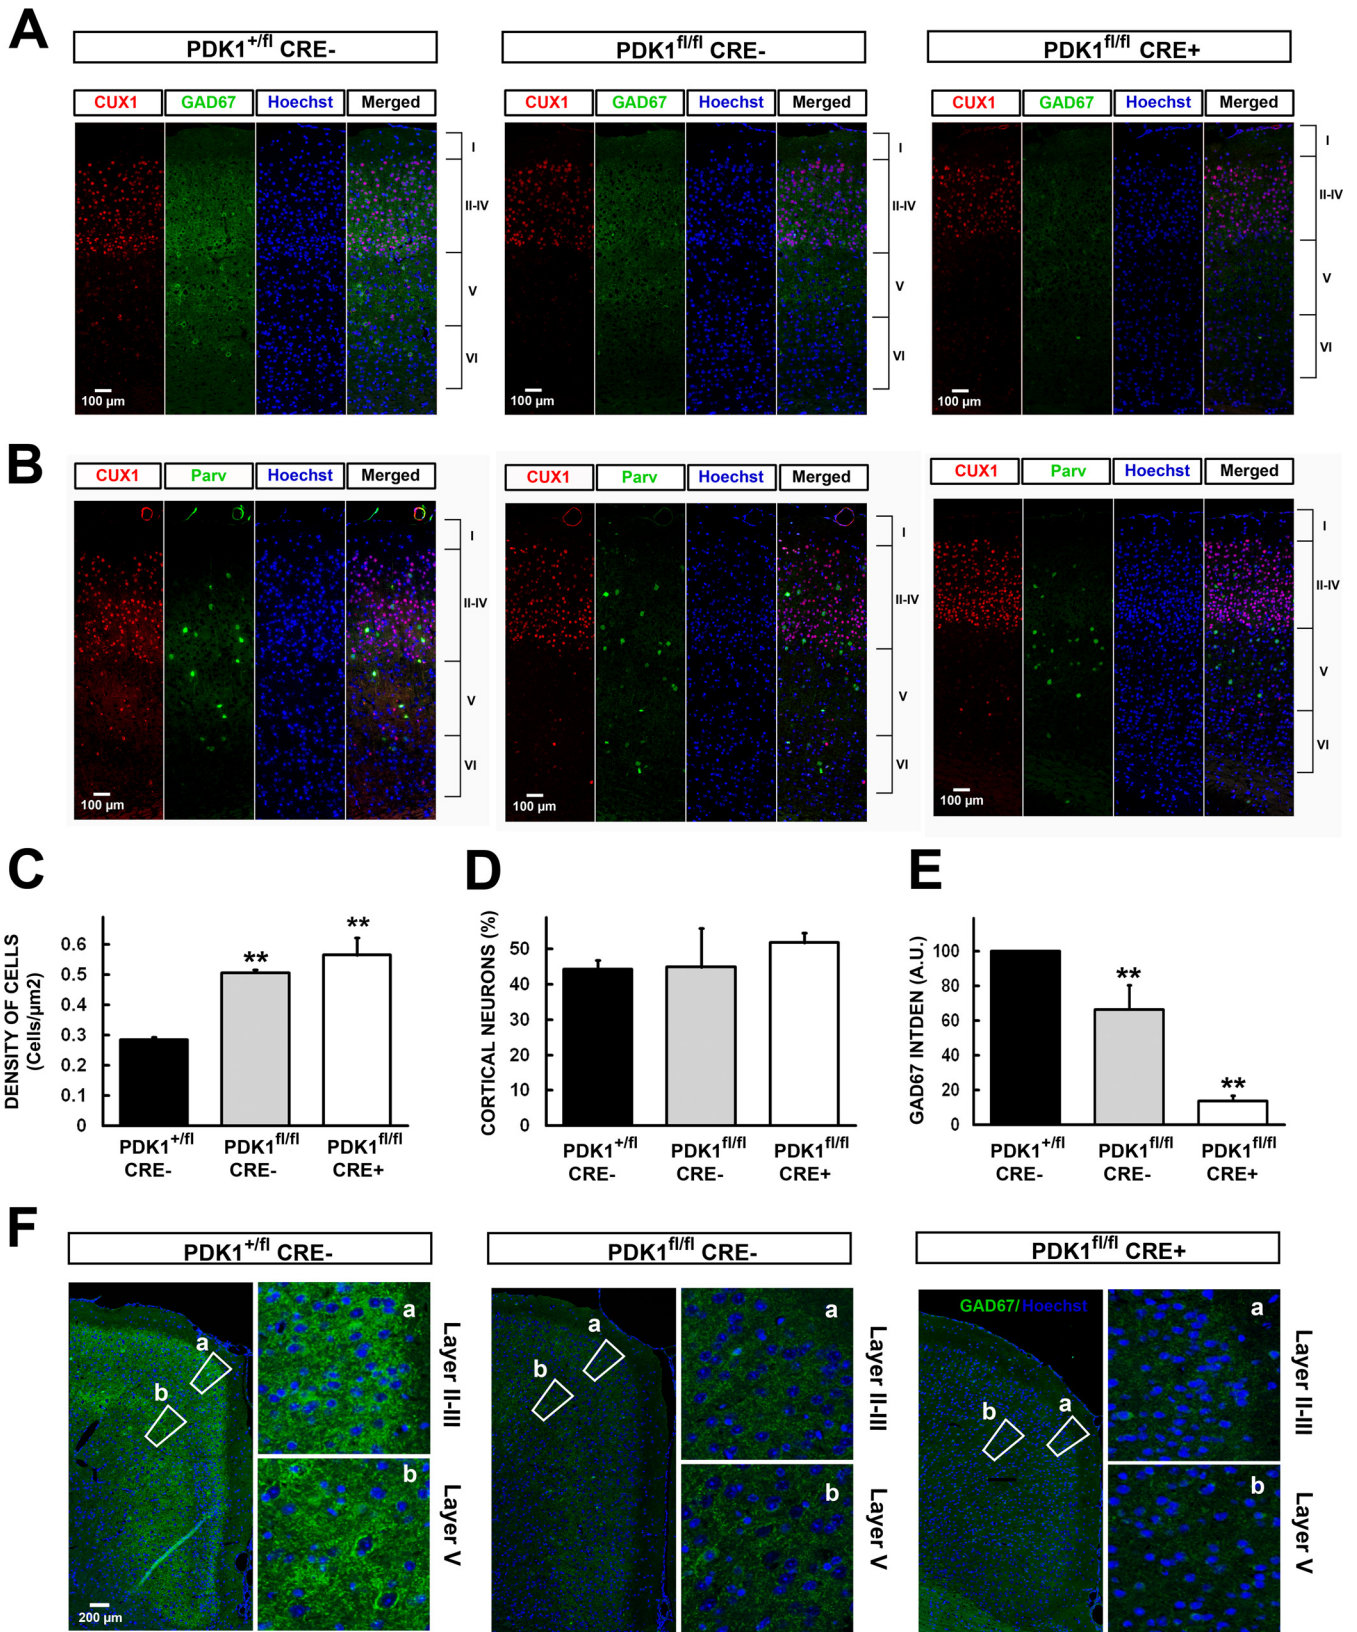 A
PDK1+/fl CRE-
PDK1fl/fl CRE-
PDK1fl/fl CRE+
CUX1 GAD67 Hoechst Merged
CUX1 GAD67 Hoechst Merged
CUX1 GAD67 Hoechst Merged
I
II-IV
V
VI
100 µm
I
II-IV
V
VI
100 µm
I
II-IV
V
VI
100 µm
B
CUX1 Parv Hoechst Merged
CUX1 Parv Hoechst Merged
CUX1 Parv Hoechst Merged
I
II-IV
V
VI
100 µm
I
II-IV
V
VI
100 µm
I
II-IV
V
VI
100 µm
C
DENSITY OF CELLS
(Cells/µm2)
0.6
0.5
0.4
0.3
0.2
0.1
0
**
**
PDK1+/fl
CRE-
PDK1fl/fl
CRE-
PDK1fl/fl
CRE+
D
CORTICAL NEURONS (%)
50
40
30
20
10
0
PDK1+/fl
CRE-
PDK1fl/fl
CRE-
PDK1fl/fl
CRE+
E
GAD67 INTDEN (A.U.)
100
80
60
40
20
0
**
**
PDK1+/fl
CRE-
PDK1fl/fl
CRE-
PDK1fl/fl
CRE+
F
PDK1+/fl CRE-
PDK1fl/fl CRE-
PDK1fl/fl CRE+
a
b
200 µm
a
Layer II-III
b
Layer V
a
b
a
Layer II-III
b
Layer V
GAD67/Hoechst
b
a
a
Layer II-III
b
Layer V